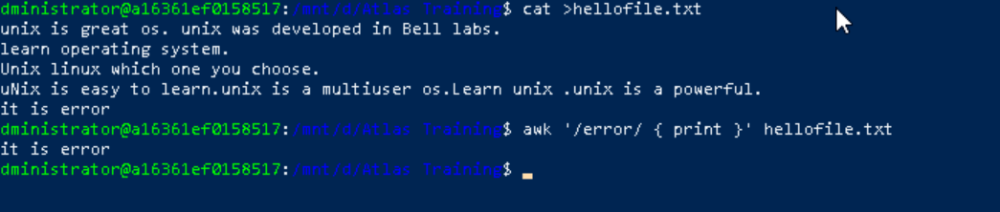 dministrator@a16361ef0158517:/mnt/d/Atlas Training$ cat >hellofile.txt
unix is great os. unix was developed in Bell labs.
learn operating system.
Unix linux which one you choose.
uNix is easy to learn.unix is a multiuser os.Learn unix .unix is a powerful.
it is error
dministrator@a16361ef0158517:/mnt/d/Atlas Training$ awk '/error/ { print }' hellofile.txt
it is error
dministrator@a16361ef0158517:/mnt/d/Atlas Training$